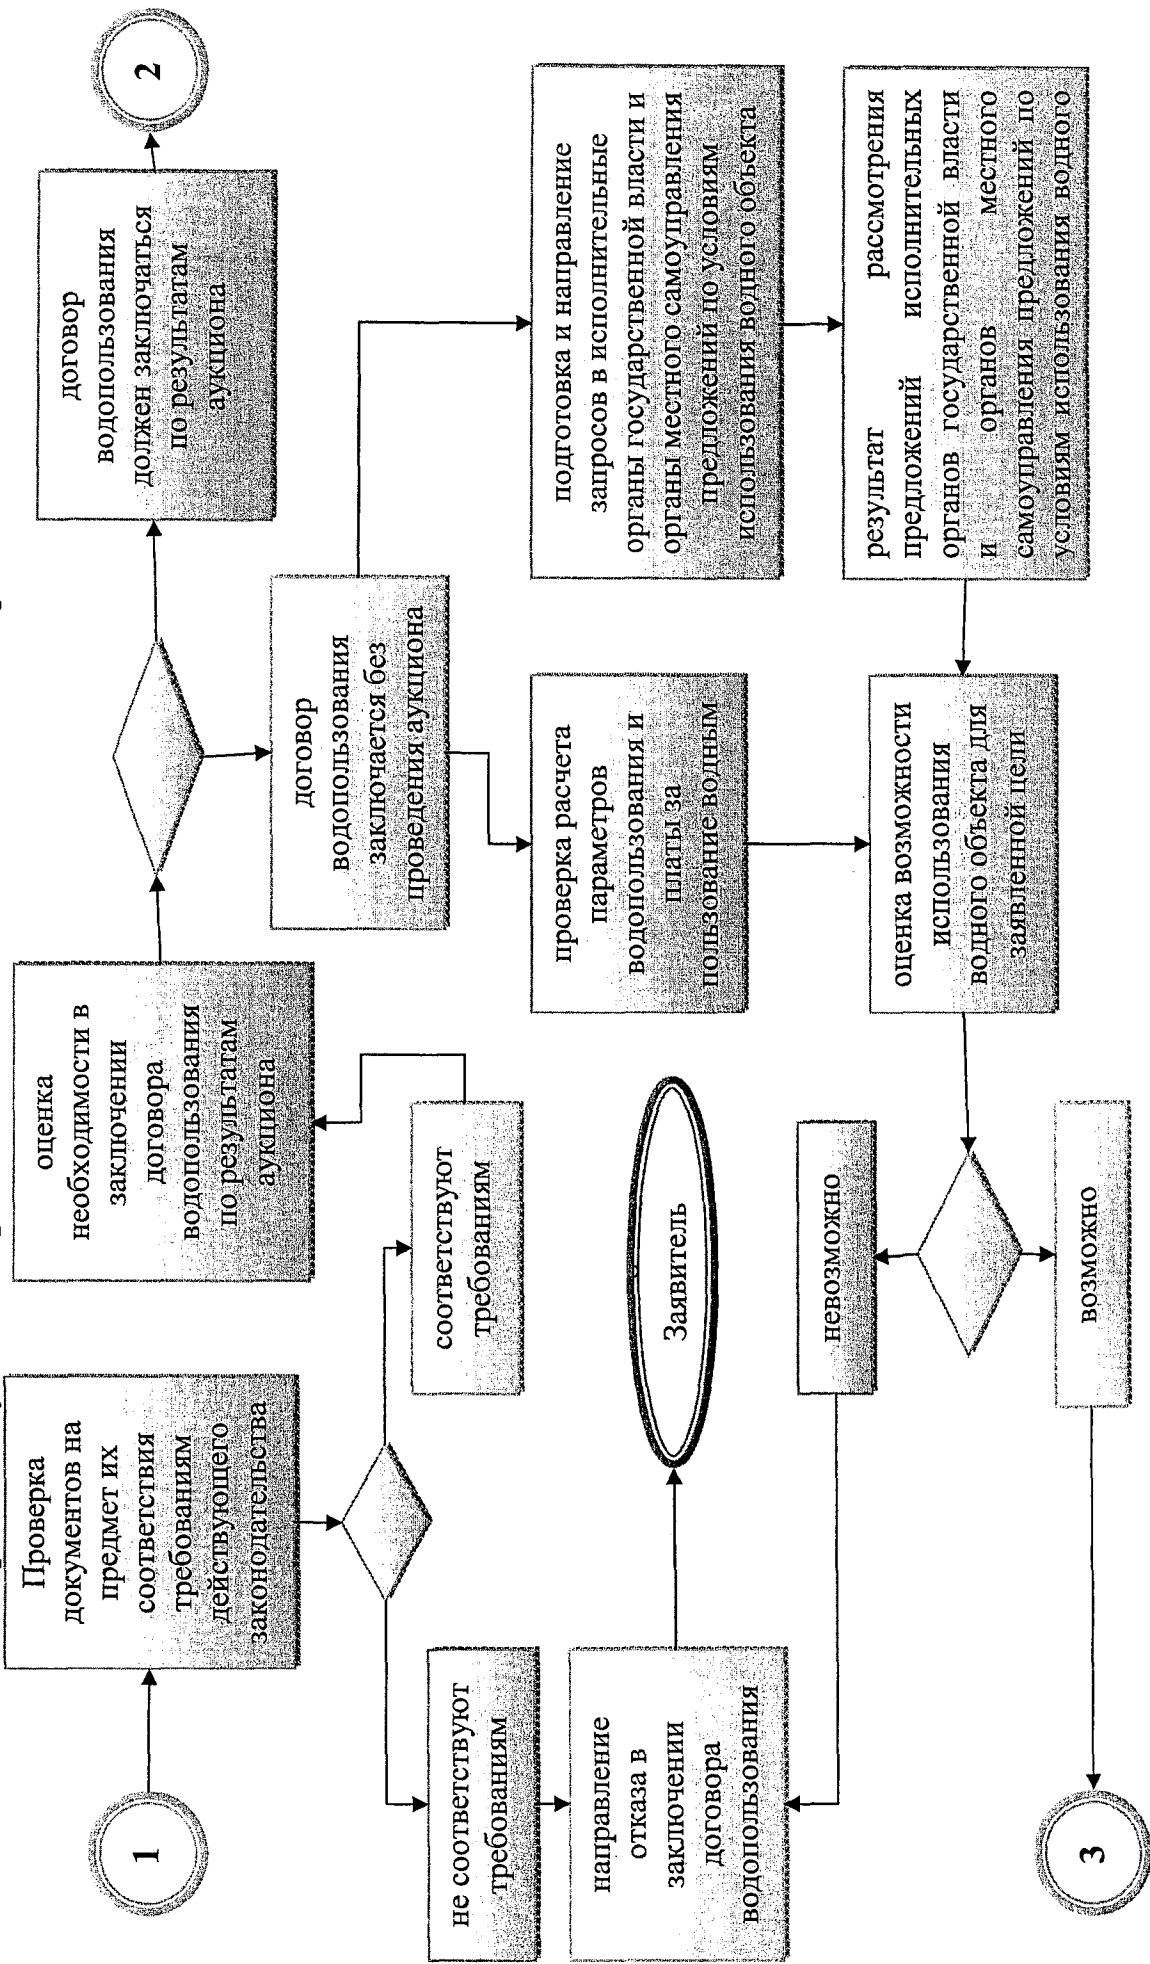 1
Проверка
документов на
предмет их
соответствия
требованиям
действующего
законодательства
оценка
необходимости в
заключении
договора
водопользования
по результатам
аукциона
договор
водопользования
должен заключаться
по результатам
аукциона
2
не соответствуют
требованиям
соответствуют
требованиям
договор
водопользования
заключается без
проведения аукциона
направление
отказа в
заключении
договора
водопользования
Заявитель
проверка расчета
параметров
водопользования и
платы за
пользование водным
подготовка и направление
запросов в исполнительные
органы государственной власти и
органы местного самоуправления
предложений по условиям
использования водного объекта
невозможно
оценка возможности
использования
водного объекта для
заявленной цели
результат рассмотрения
предложений исполнительных
органов государственной власти
и органов местного
самоуправления предложений по
условиям использования водного
возможно
3